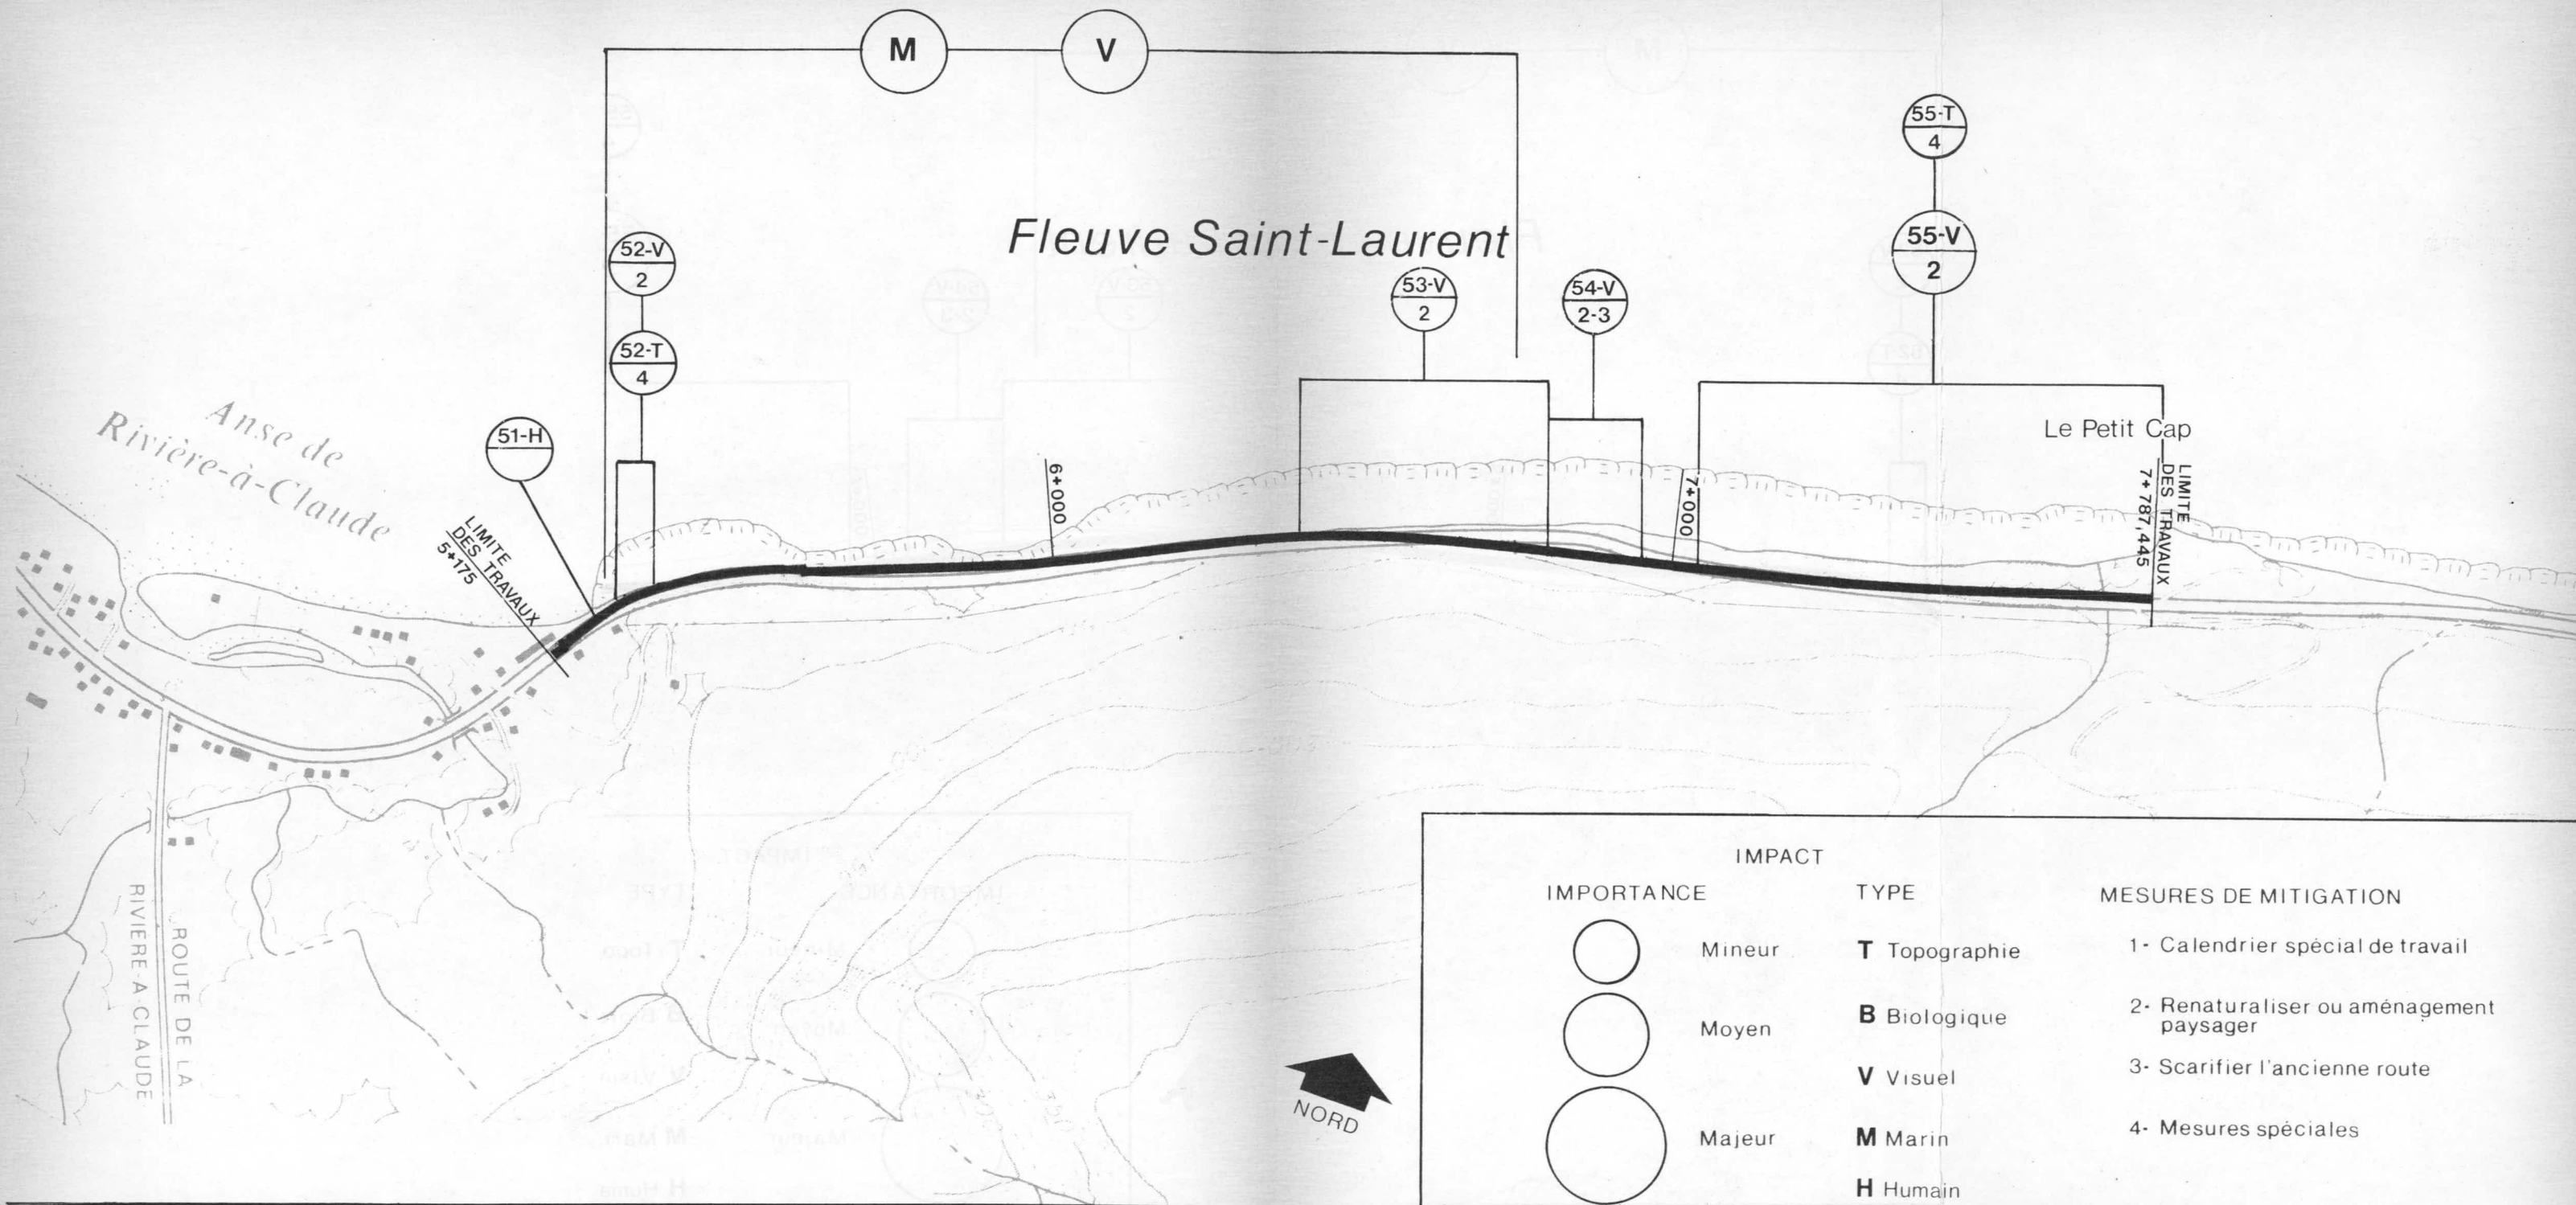 M
V
55-T
4
Fleuve Saint-Laurent
52-V
2
55-V
2
53-V
2
54-V
2-3
52-T
4
Anse de
Rivière-à-Claude
51-H
Le Petit Cap
LIMITE
DES TRAVAUX
5+175
6+000
7+000
LIMITE
DES TRAVAUX
7+787,445
ROUTE DE LA
RIVIERE-A-CLAUDE
NORD
IMPACT
IMPORTANCE
TYPE
MESURES DE MITIGATION
Mineur
T Topographie
1- Calendrier spécial de travail
Moyen
B Biologique
2- Renaturaliser ou aménagement
paysager
V Visuel
3- Scarifier l'ancienne route
Majeur
M Marin
4- Mesures spéciales
H Humain